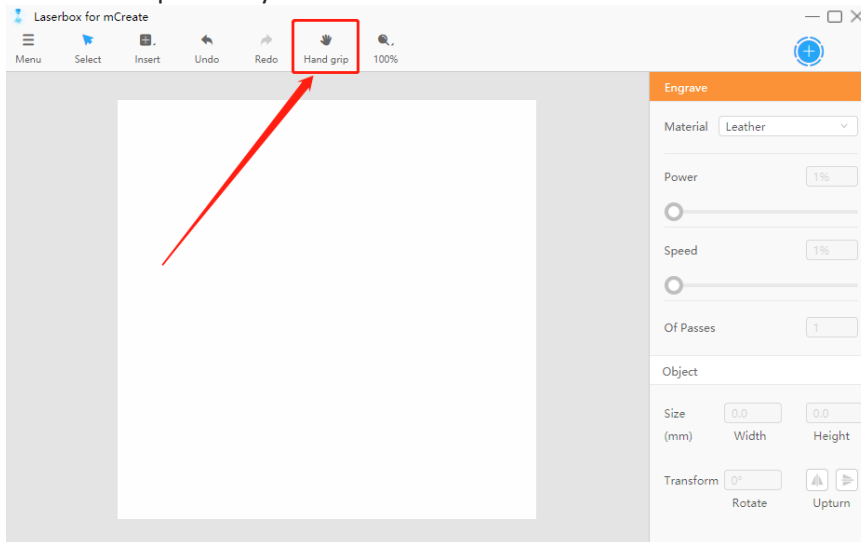 Laserbox for mCreate
Menu Select Insert Undo Redo Hand grip 100%
Engrave
Material Leather
Power 1%
Speed 1%
Of Passes 1
Object
Size 0.0 0.0
(mm) Width Height
Transform 0°
Rotate Upturn